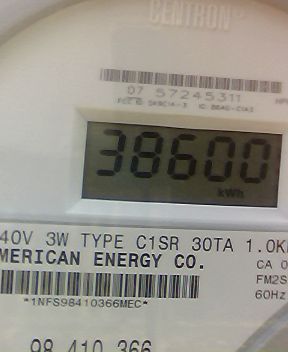 CENTRON®
07 57245311
38600
kWh
40V 3W TYPE C1SR 30TA 1.0K
MERICAN ENERGY CO.
CA 0
FM2S
60Hz
*1NFS98410366MEC*
98 410 366